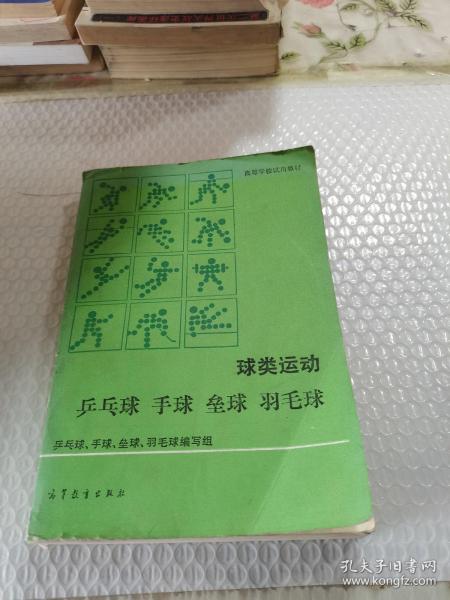 高等学校试用教材
球类运动
乒乓球 手球 垒球 羽毛球
乒乓球、手球、垒球、羽毛球编写组
高等教育出版社
孔夫子旧书网
www.kongfz.com